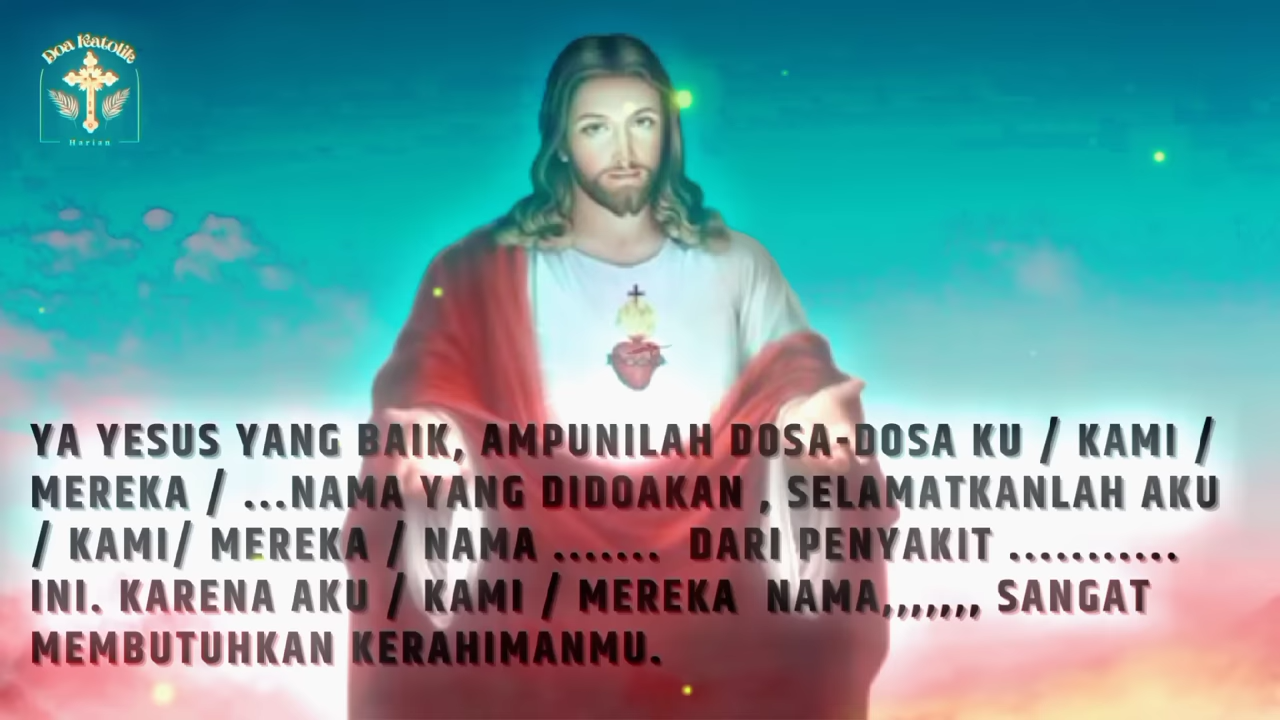 Doa Katolik
Harian
YA YESUS YANG BAIK, AMPUNILAH DOSA-DOSA KU / KAMI /
MEREKA / ...NAMA YANG DIDOAKAN , SELAMATKANLAH AKU
/ KAMI/ MEREKA / NAMA ....... DARI PENYAKIT ...........
INI. KARENA AKU / KAMI / MEREKA NAMA,,,,,,, SANGAT
MEMBUTUHKAN KERAHIMANMU.